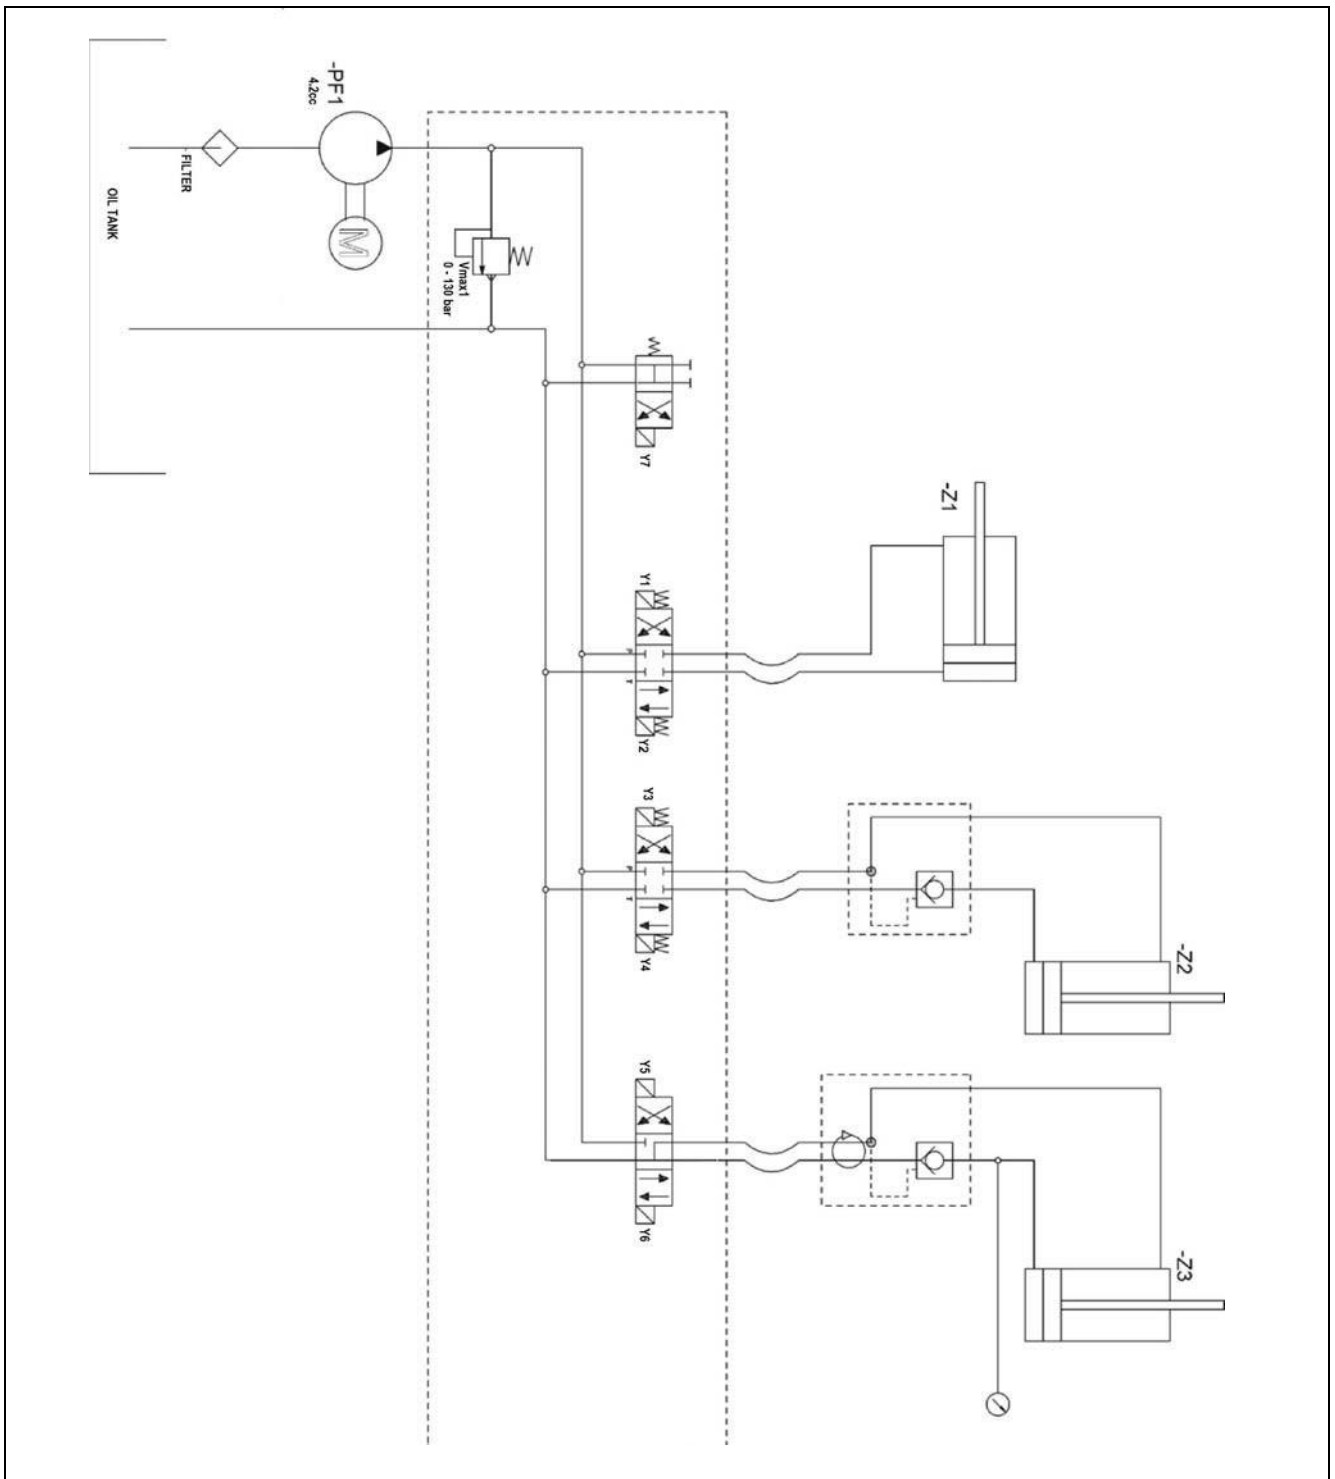 -PF1
4.2cc
FILTER
OIL TANK
M
Vmax1
0 - 130 bar
Y7
-Z1
Y1
P
T
Y2
Y3
P
T
Y4
-Z2
Y5
Y6
-Z3